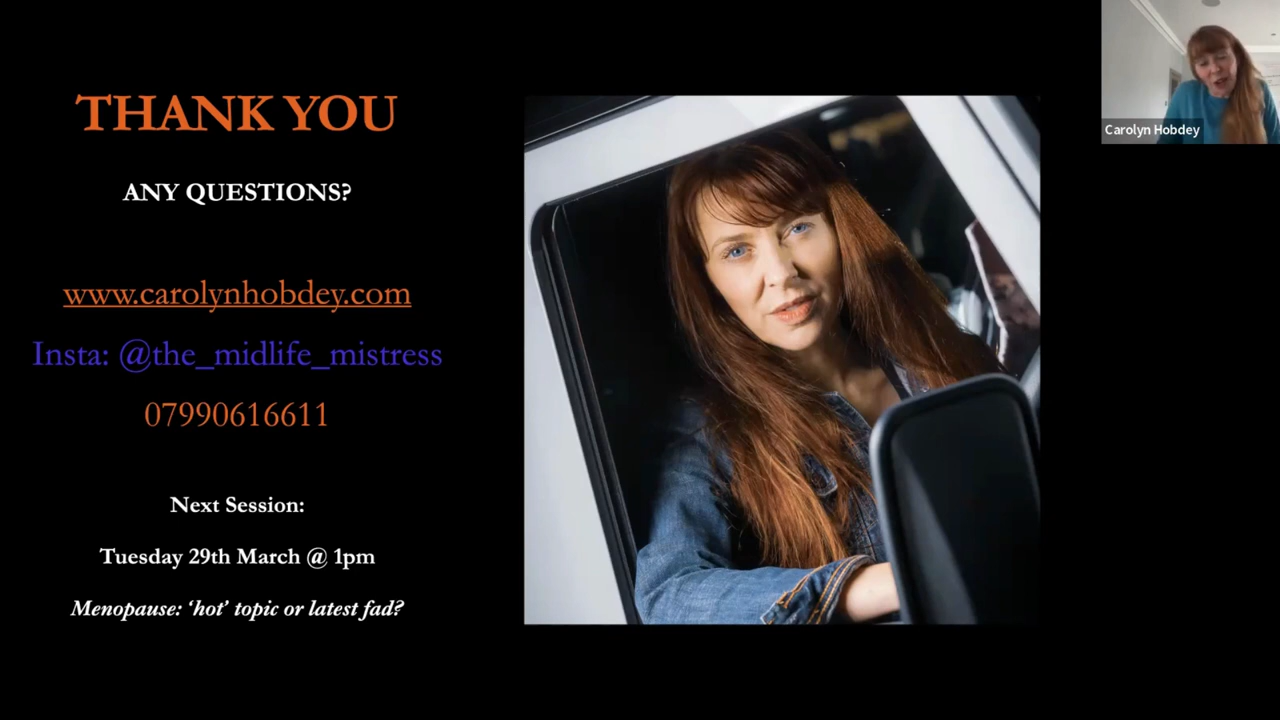 THANK YOU
ANY QUESTIONS?
www.carolynhobdey.com
Insta: @the_midlife_mistress
07990616611
Next Session:
Tuesday 29th March @ 1pm
Menopause: ‘hot’ topic or latest fad?
Carolyn Hobdey